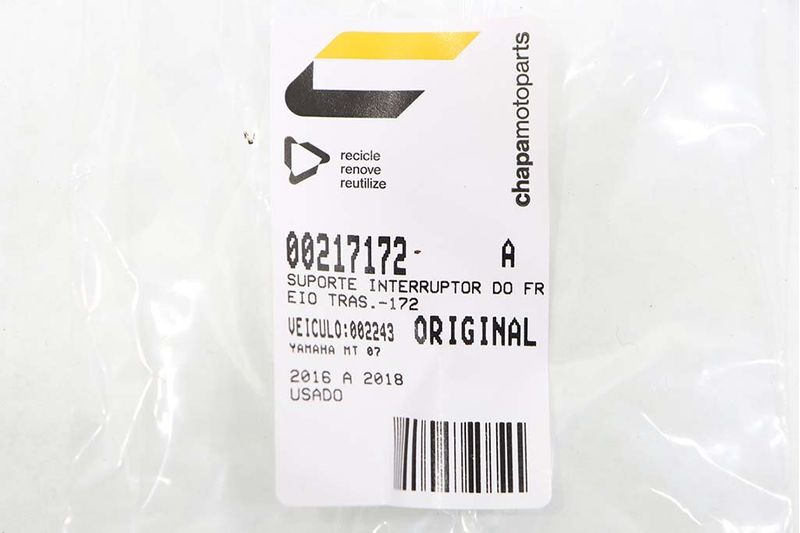 chapamotoparts
recicle
renove
reutilize
00217172- A
SUPORTE INTERRUPTOR DO FR
EIO TRAS.-172
VEICULO:002243 ORIGINAL
YAMAHA MT 07
2016 A 2018
USADO